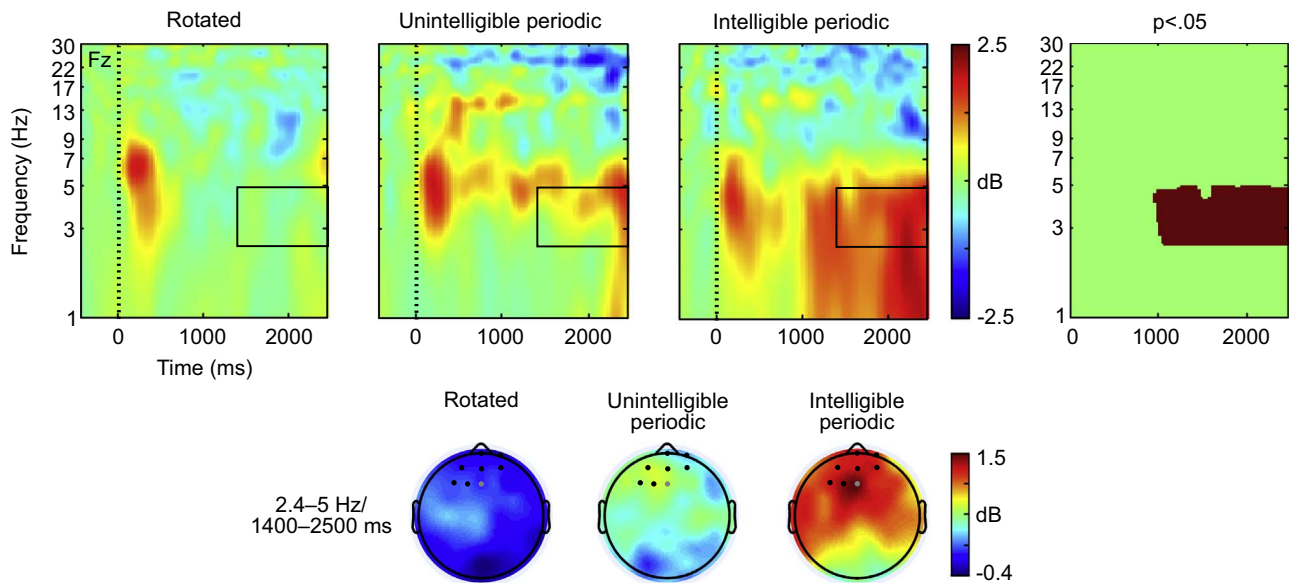 Rotated
Unintelligible periodic
Intelligible periodic
p<.05
Frequency (Hz)
30
22
17
13
9
7
5
3
1
Fz
0
1000
2000
Time (ms)
0
1000
2000
0
1000
2000
2.5
dB
-2.5
30
22
17
13
9
7
5
3
1
0
1000
2000
Rotated
Unintelligible
periodic
Intelligible
periodic
2.4–5 Hz/
1400–2500 ms
1.5
dB
-0.4